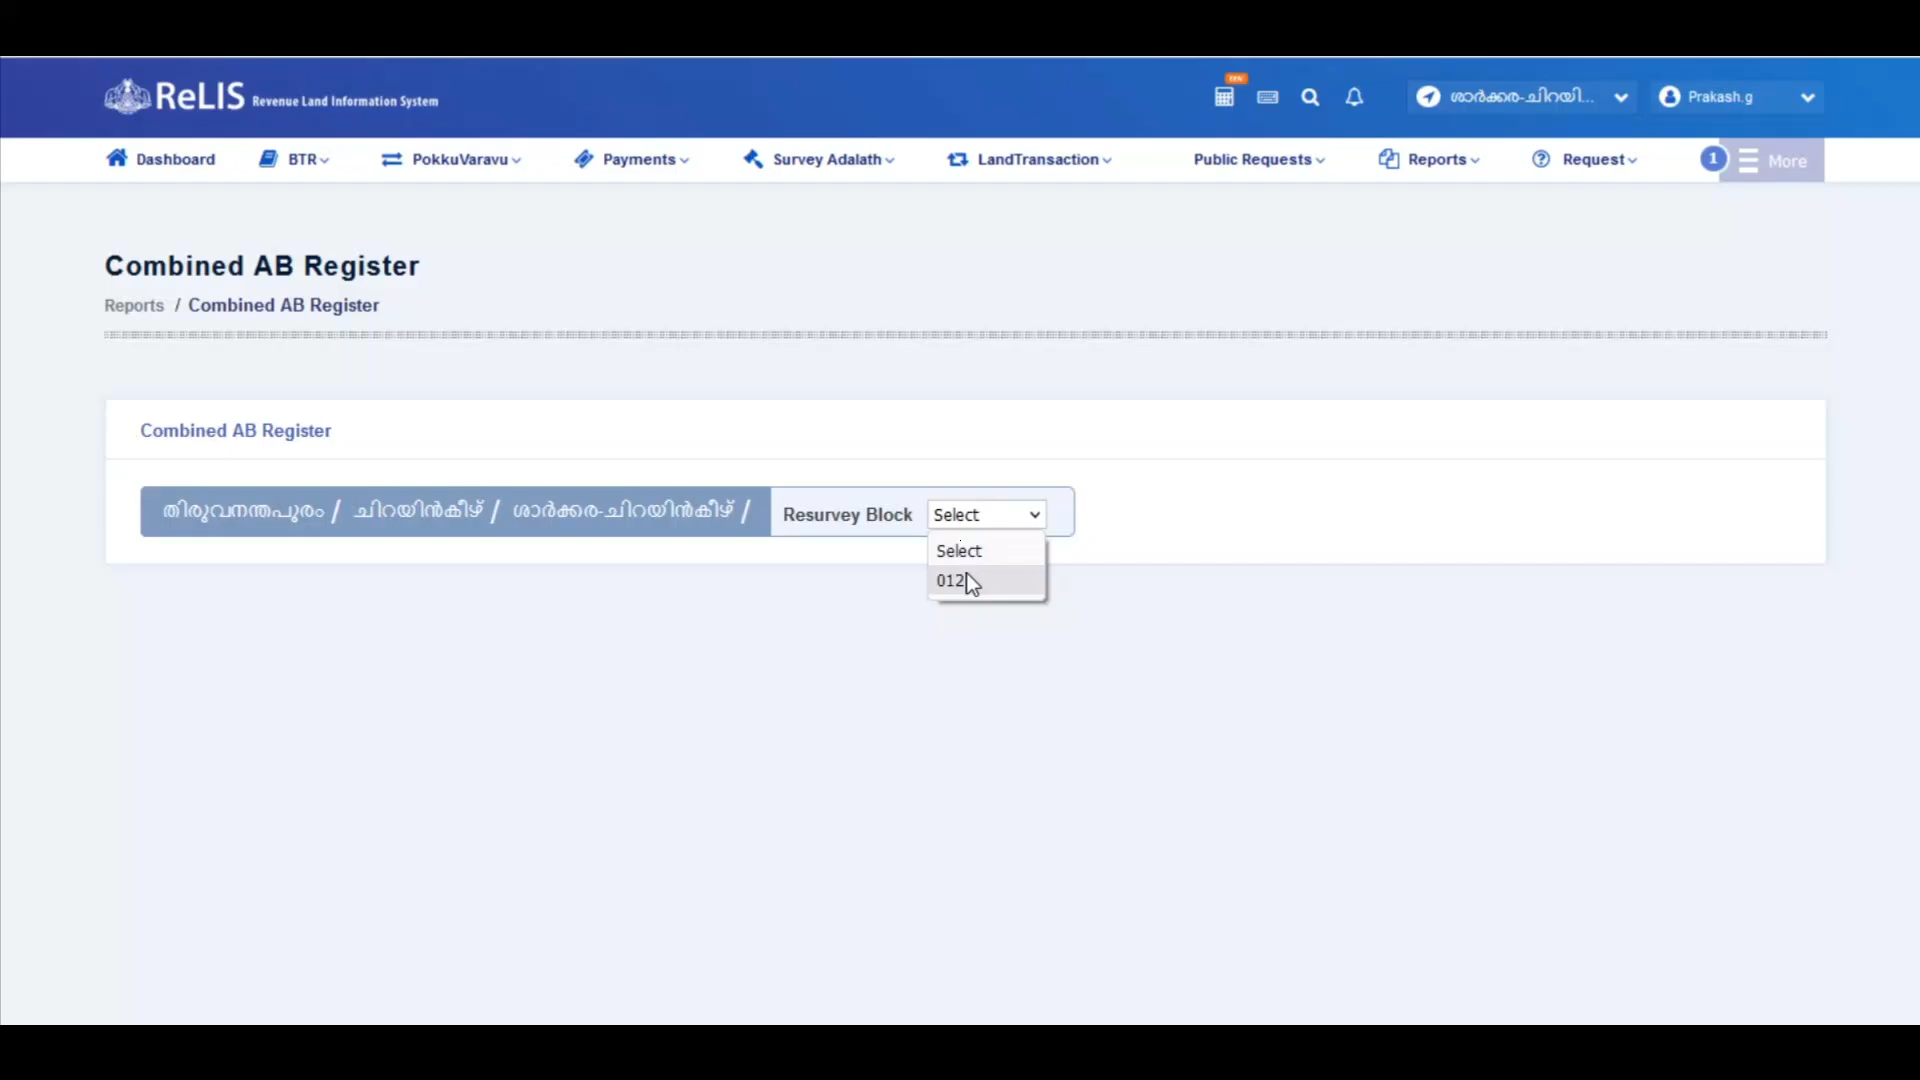 ReLIS Revenue Land Information System
ശാർക്കര-ചിറയി... Prakash.g
Dashboard BTR PokkuVaravu Payments Survey Adalath LandTransaction Public Requests Reports Request 1 More
Combined AB Register
Reports / Combined AB Register
Combined AB Register
തിരുവനന്തപുരം / ചിറയിൻകീഴ് / ശാർക്കര-ചിറയിൻകീഴ് / Resurvey Block Select
Select
012